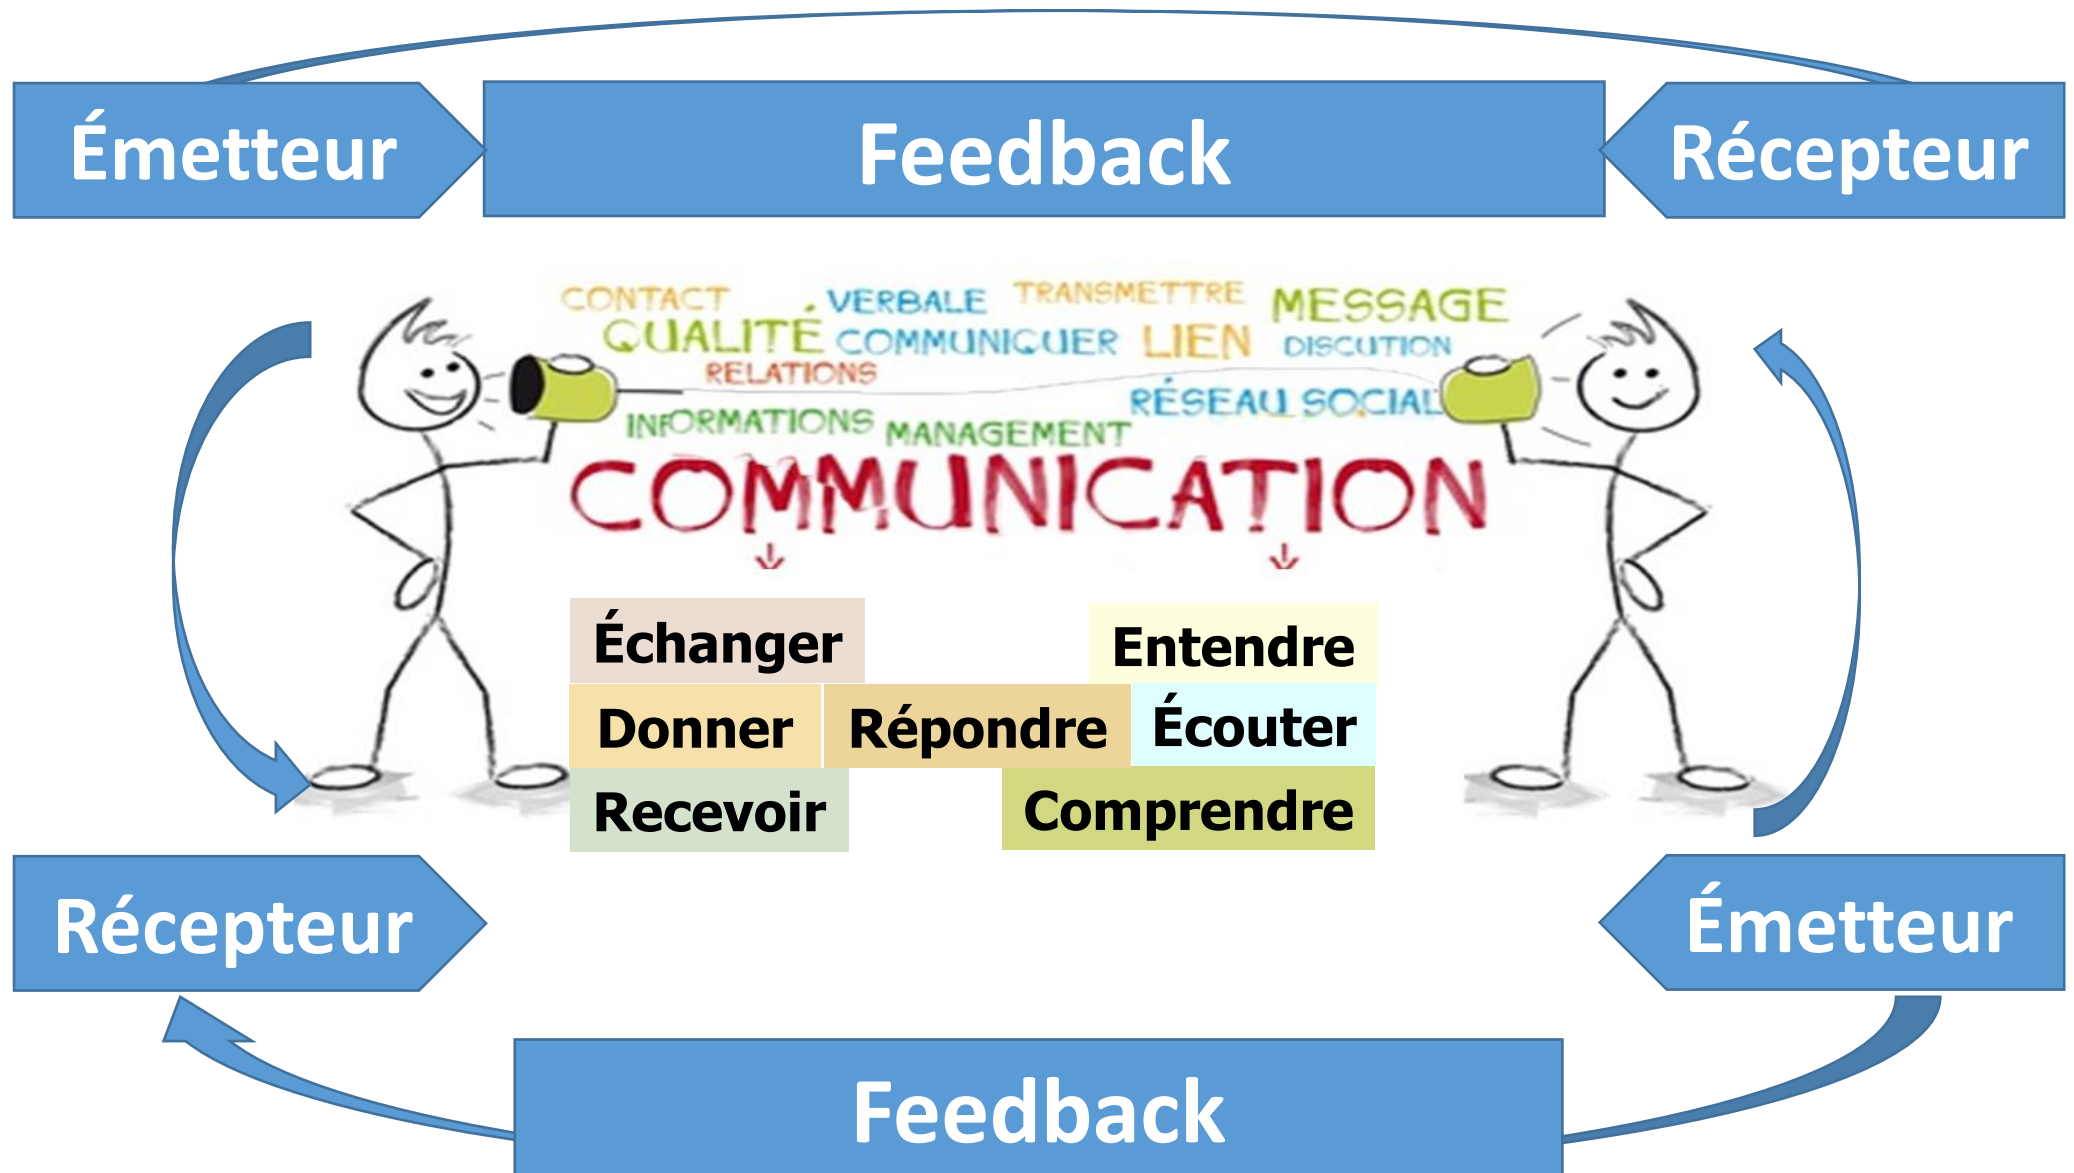 Émetteur Feedback Récepteur
CONTACT VERBALE TRANSMETTRE MESSAGE
QUALITÉ COMMUNIQUER LIEN DISCUTION
RELATIONS
RÉSEAU SOCIAL
INFORMATIONS MANAGEMENT
COMMUNICATION
Échanger Entendre
Donner Répondre Écouter
Recevoir Comprendre
Récepteur Émetteur
Feedback